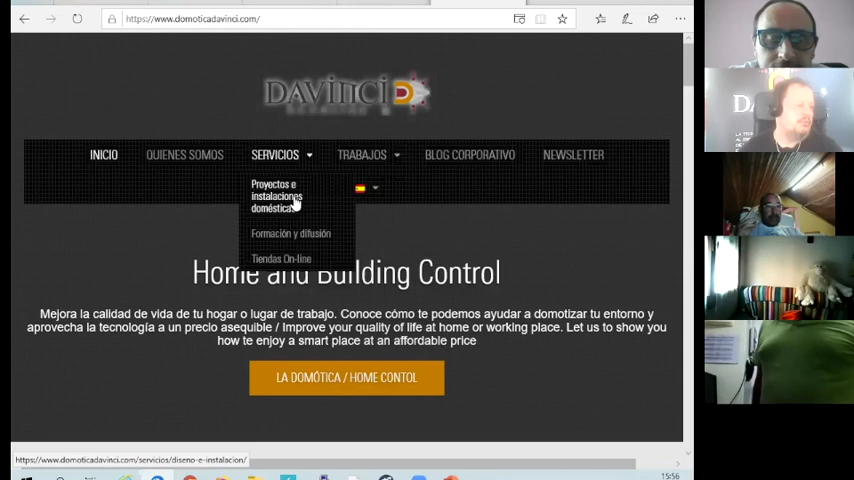 https://www.domoticadavinci.com/
DAVINCI
INICIO QUIENES SOMOS SERVICIOS TRABAJOS BLOG CORPORATIVO NEWSLETTER
Proyectos e
instalaciones
domésticas
Formación y difusión
Tiendas On-line
Home and Building Control
Mejora la calidad de vida de tu hogar o lugar de trabajo. Conoce cómo te podemos ayudar a domotizar tu entorno y
aprovecha la tecnología a un precio asequible / Improve your quality of life at home or working place. Let us to show you
how te enjoy a smart place at an affordable price
LA DOMÓTICA / HOME CONTOL
https://www.domoticadavinci.com/servicios/diseno-e-instalacion/
15:56